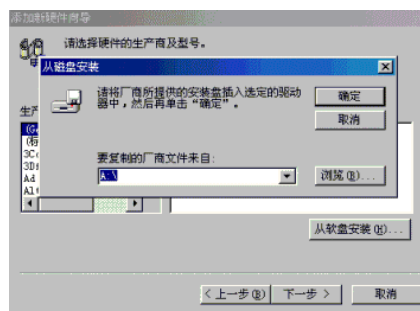 添加新硬件向导
请选择硬件的生产商及型号。
从磁盘安装
请将厂商所提供的安装盘插入选定的驱动
器中，然后再单击“确定”。
确定
取消
生产
3Co
Ad
要复制的厂商文件来自:
A:\
浏览(B)...
从软盘安装(H)...
<上一步(B)
下一步>
取消